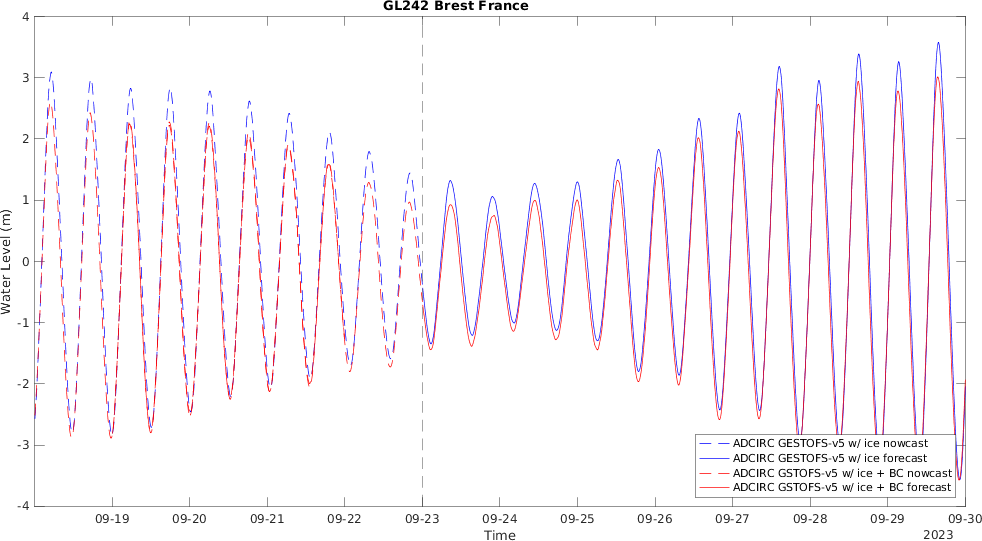 GL242 Brest France
4
3
2
1
0
-1
-2
-3
-4
Water Level (m)
ADCIRC GESTOFS-v5 w/ ice nowcast
ADCIRC GESTOFS-v5 w/ ice forecast
ADCIRC GSTOFS-v5 w/ ice + BC nowcast
ADCIRC GSTOFS-v5 w/ ice + BC forecast
09-19 09-20 09-21 09-22 09-23 09-24 09-25 09-26 09-27 09-28 09-29 09-30
Time
2023